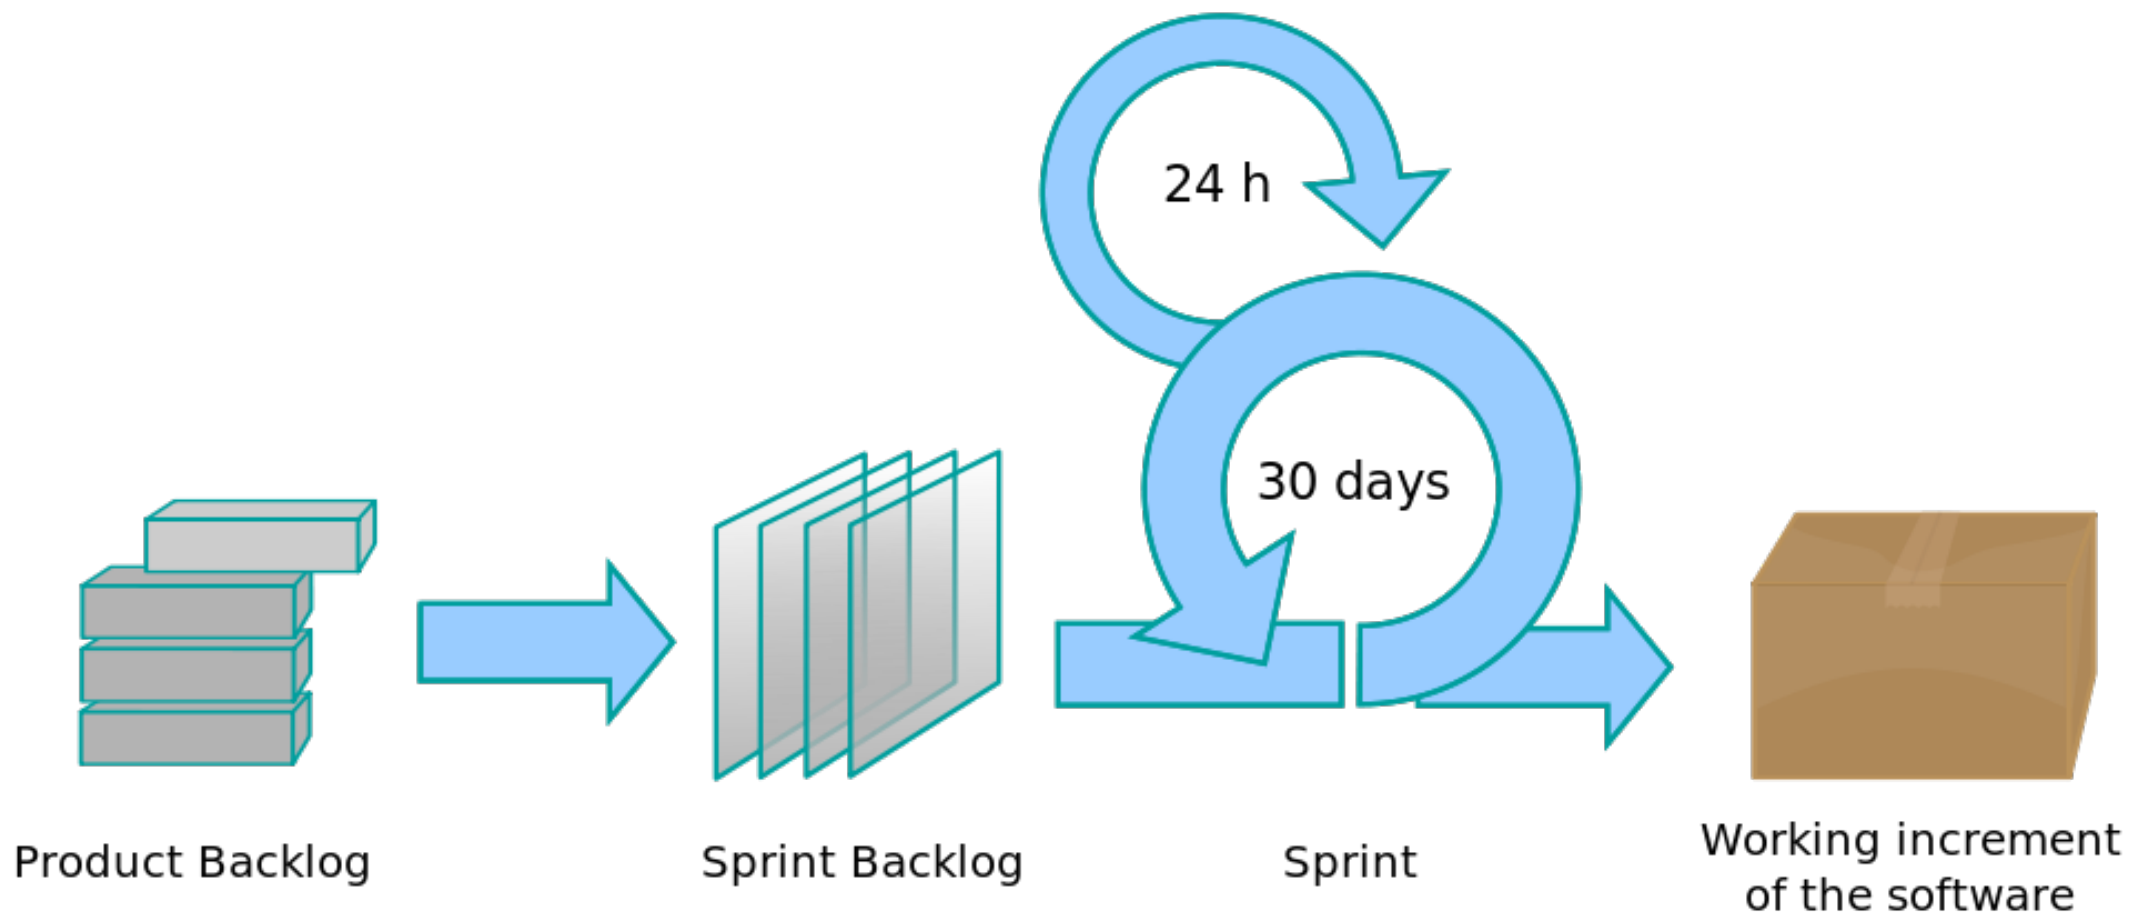 24 h
30 days
Product Backlog
Sprint Backlog
Sprint
Working increment
of the software